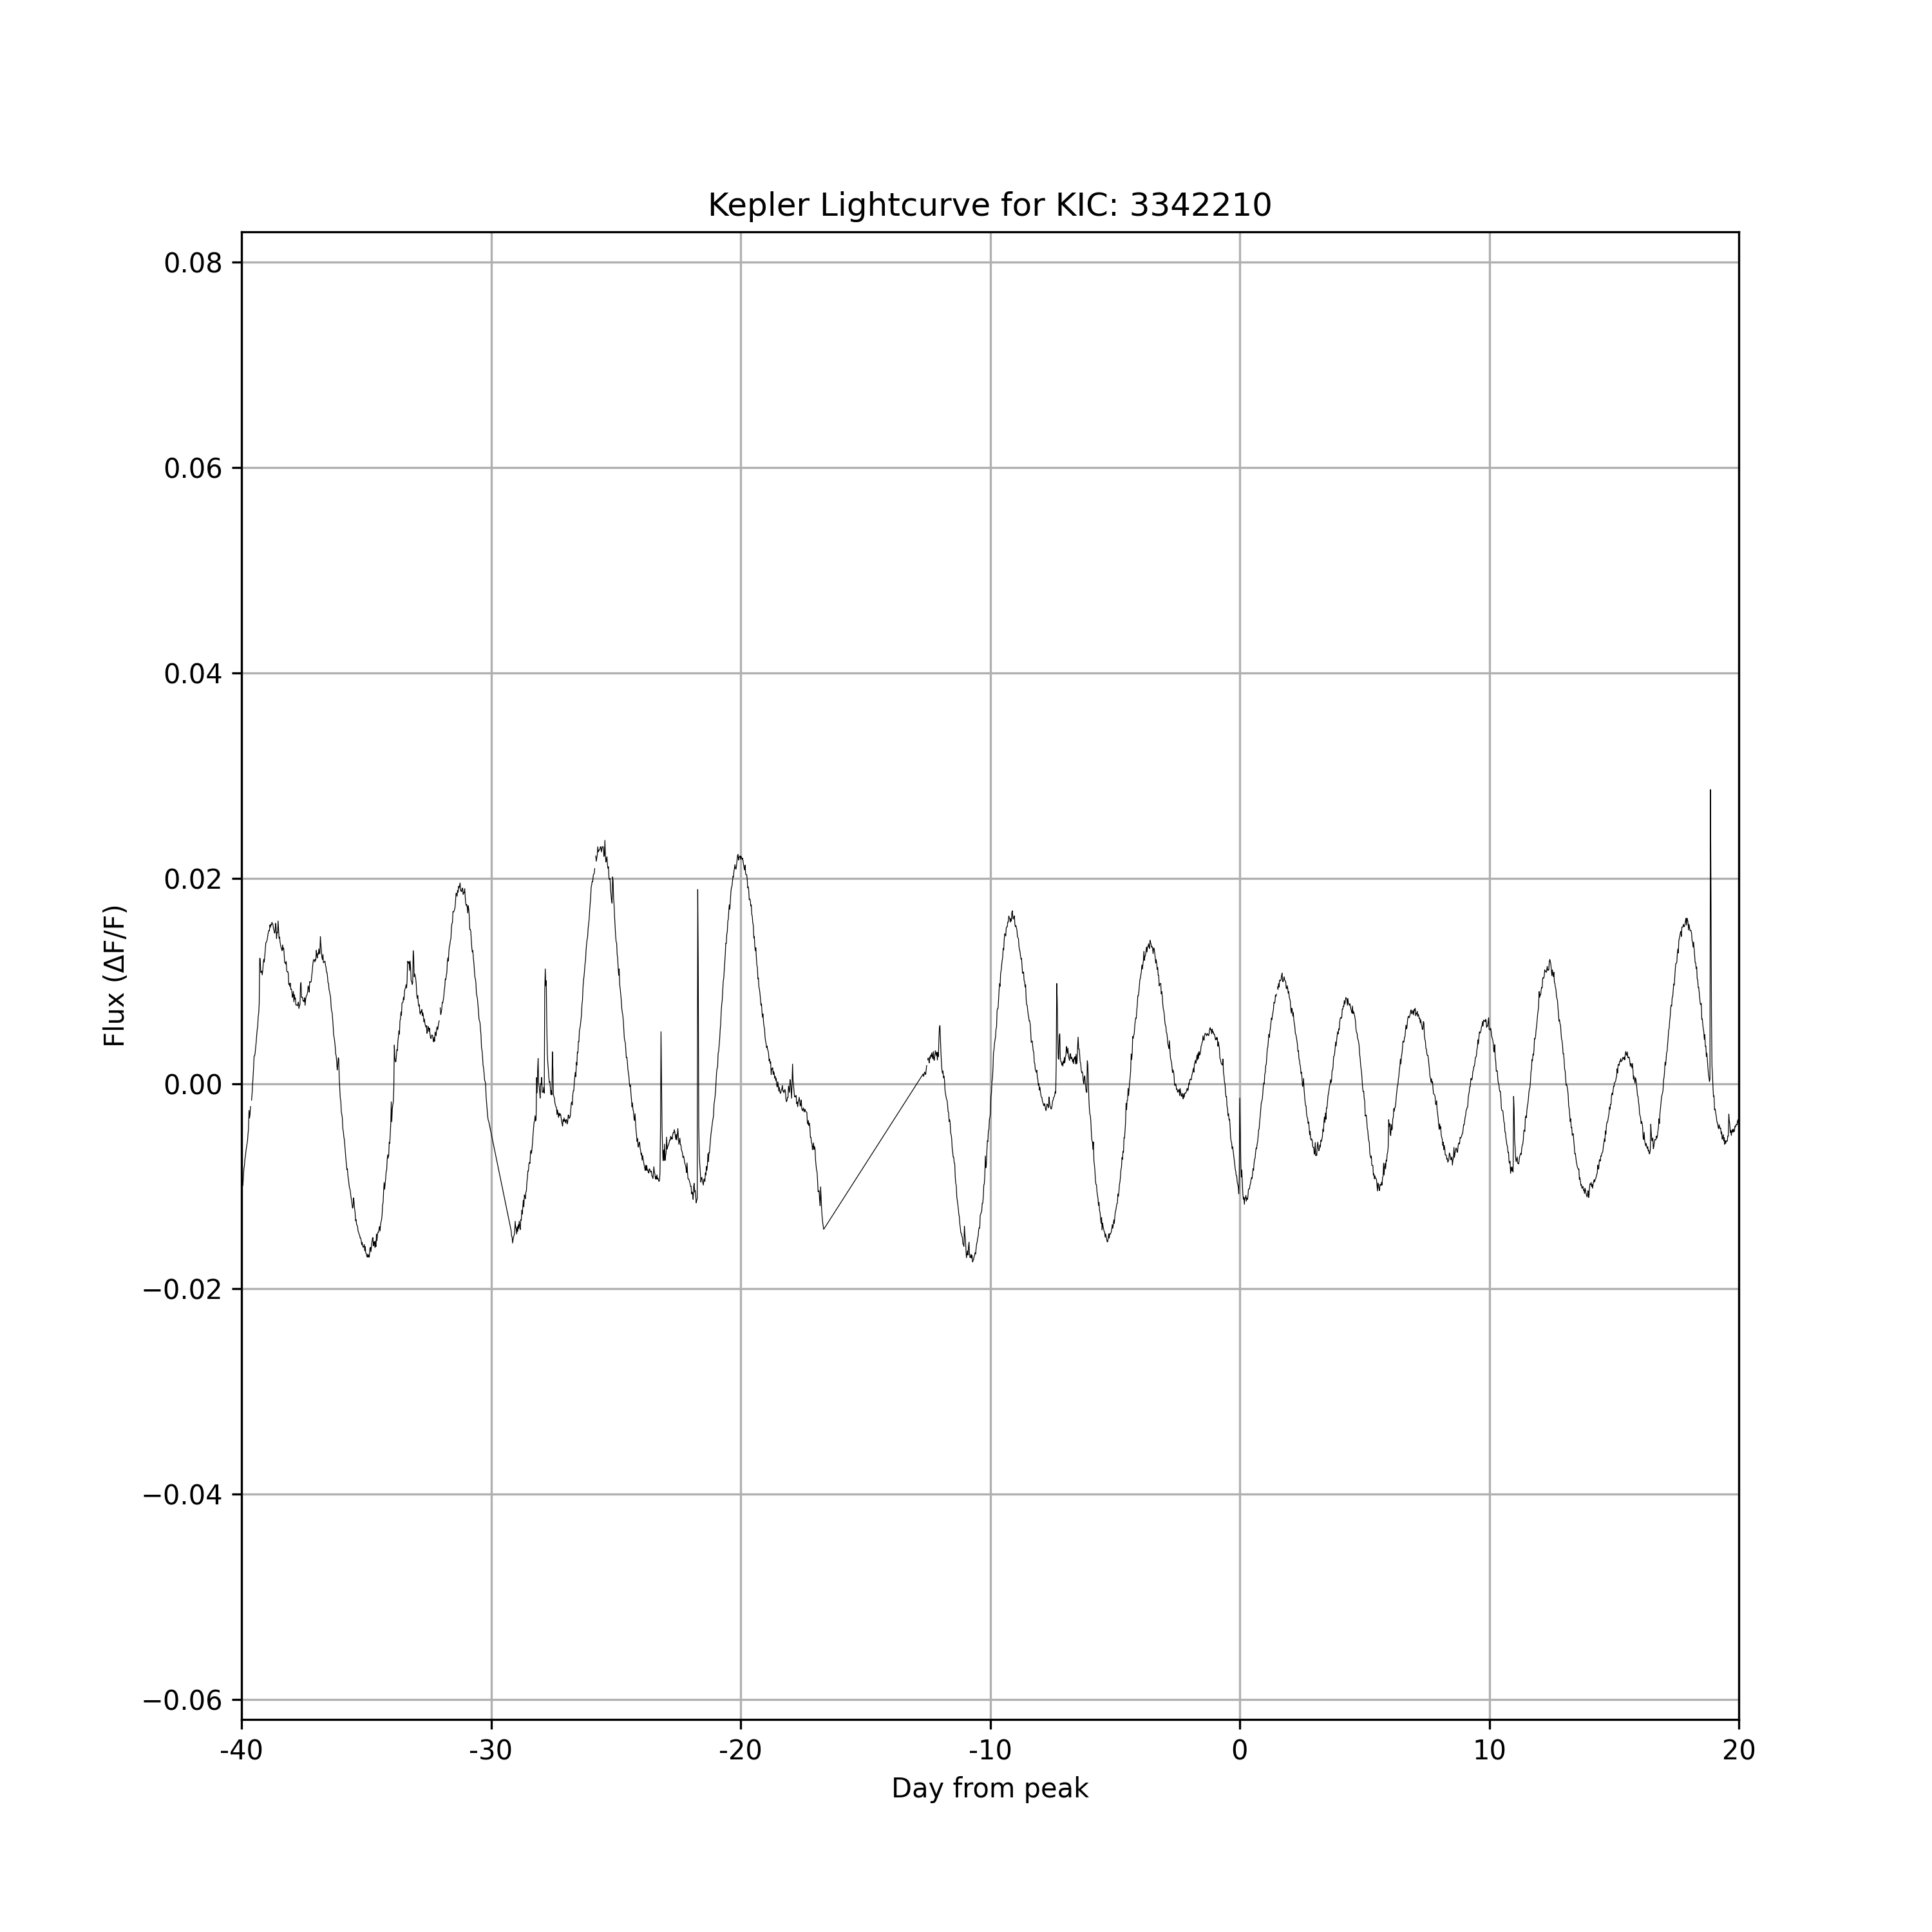 Kepler Lightcurve for KIC: 3342210
0.08
0.06
0.04
0.02
0.00
−0.02
−0.04
−0.06
Flux (ΔF/F)
-40 -30 -20 -10 0 10 20
Day from peak